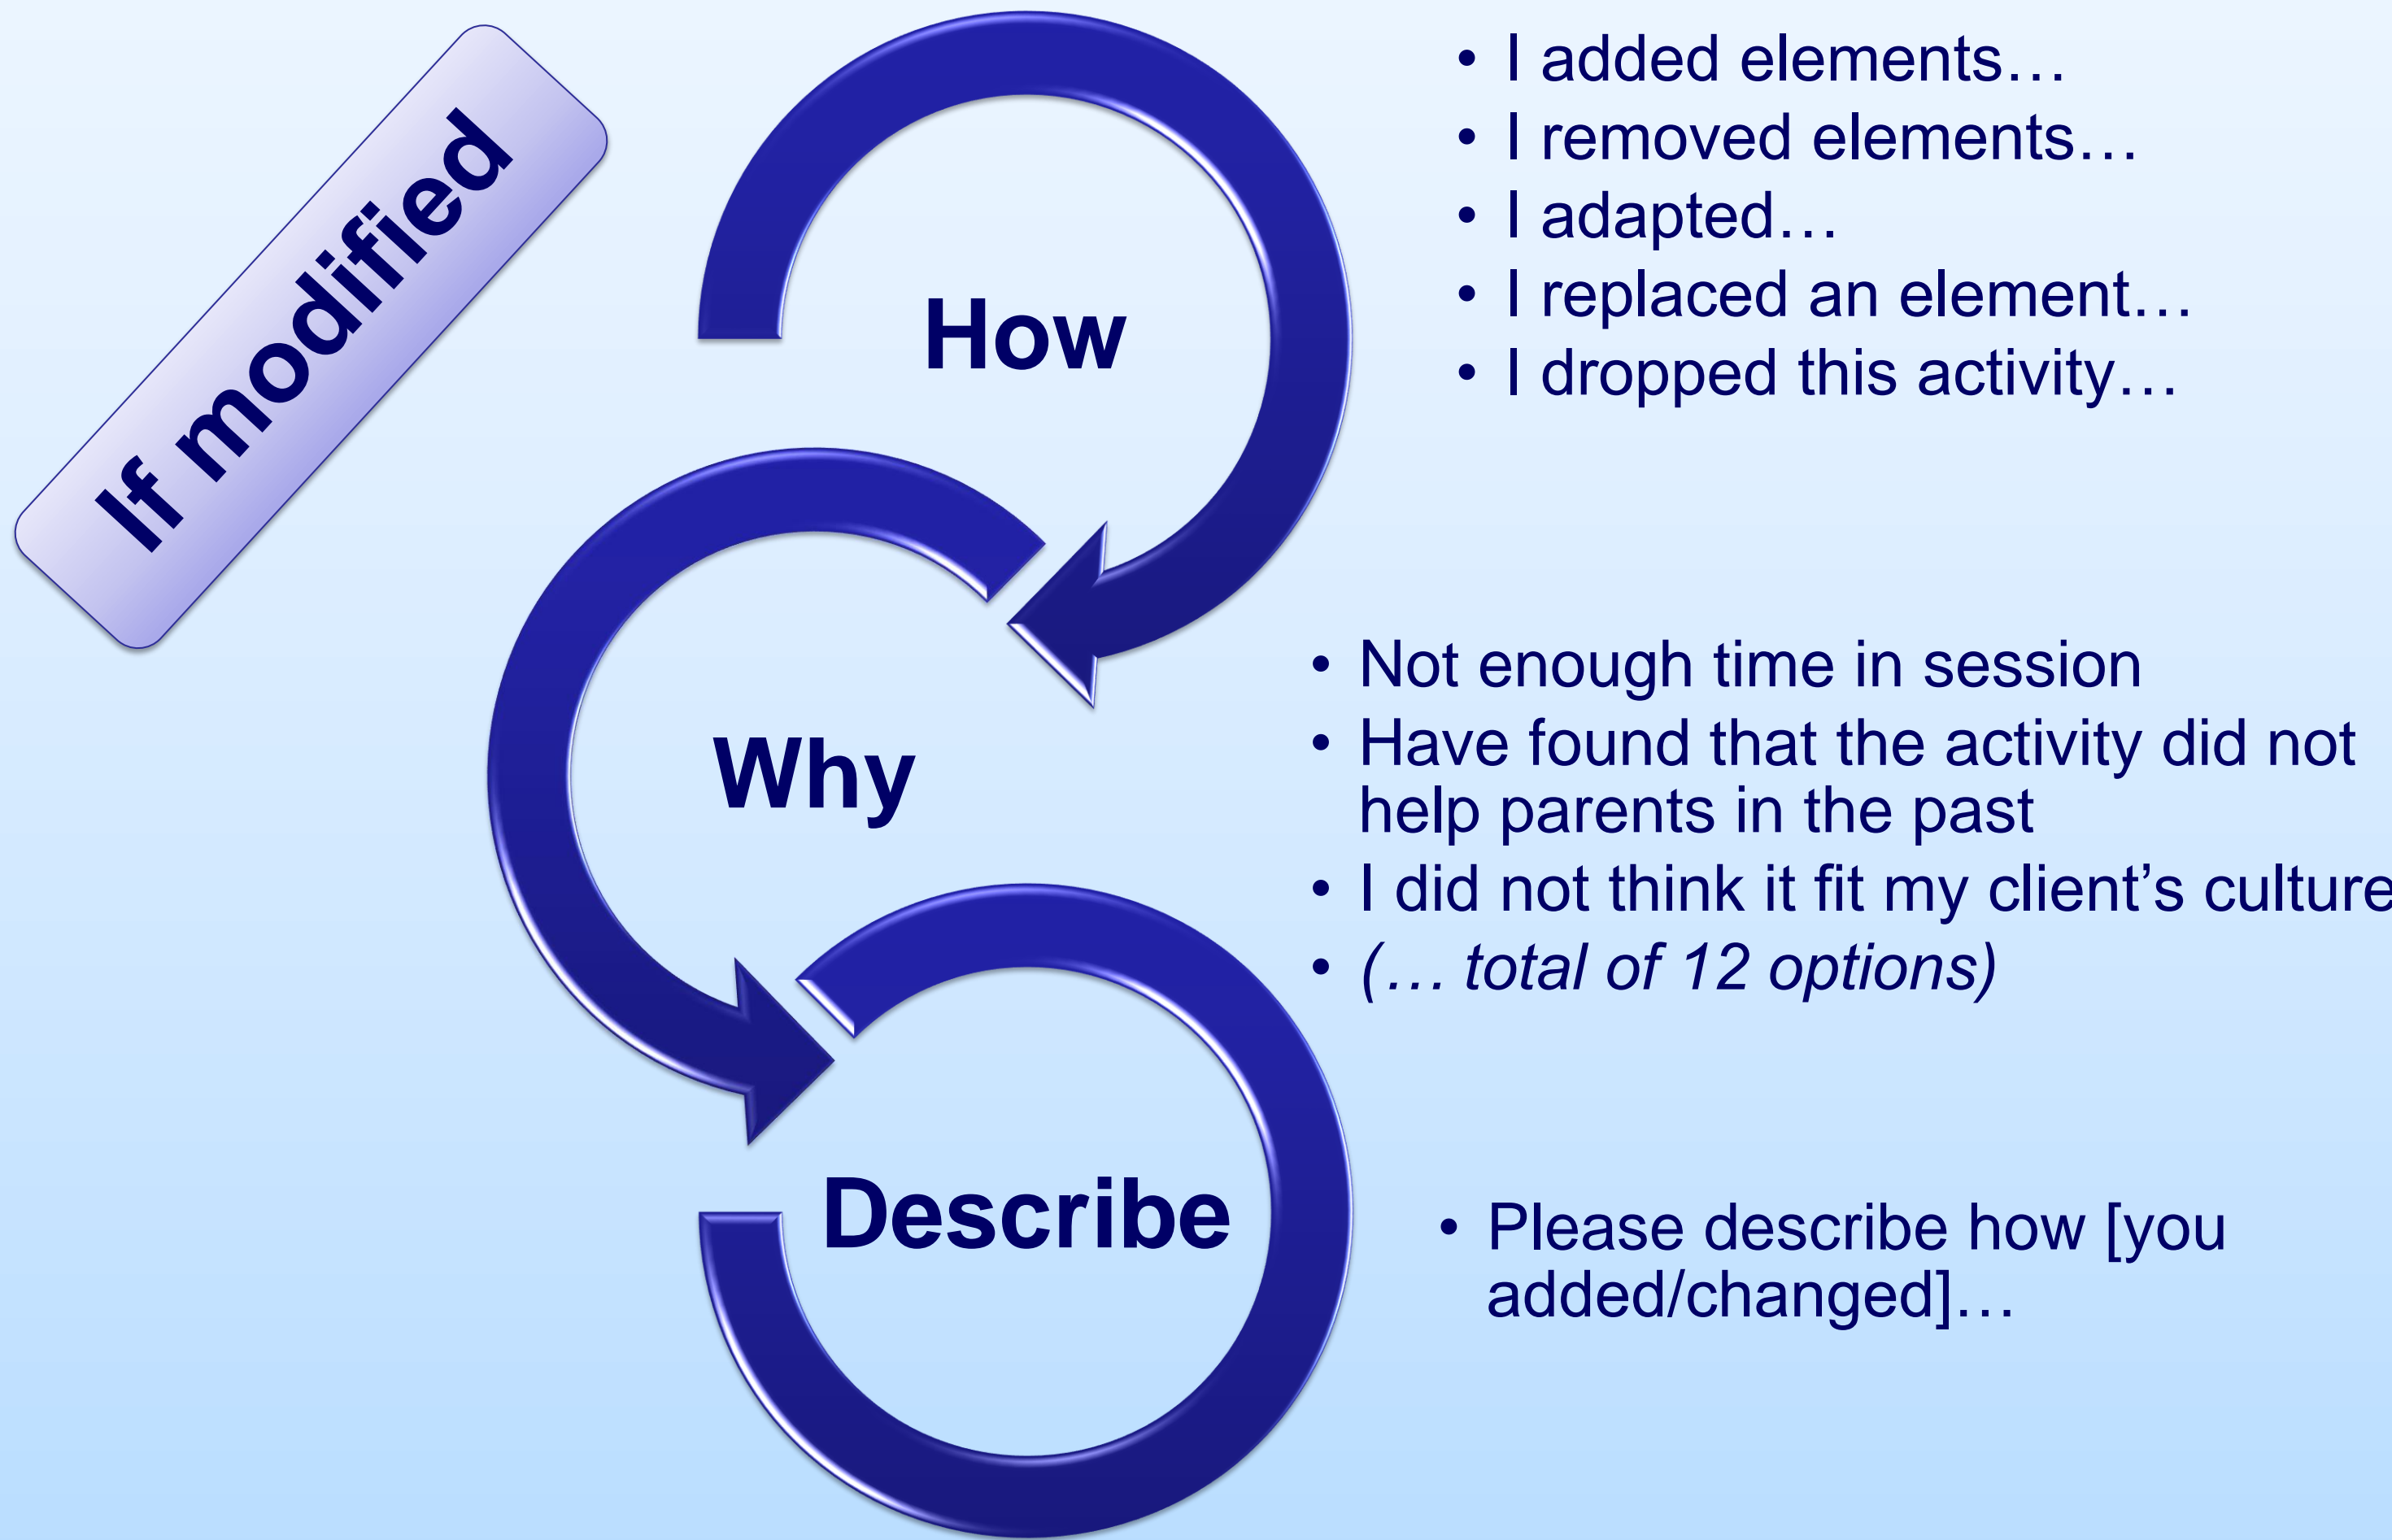 If modified
How
• I added elements…
• I removed elements…
• I adapted…
• I replaced an element…
• I dropped this activity…
Why
• Not enough time in session
• Have found that the activity did not
help parents in the past
• I did not think it fit my client’s culture
• (… total of 12 options)
Describe
• Please describe how [you
added/changed]…